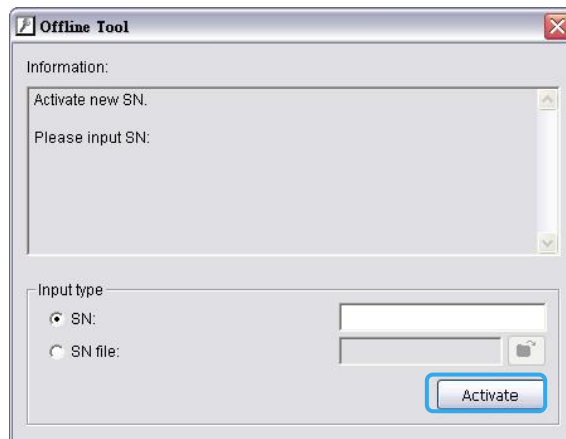 Offline Tool
Information:
Activate new SN.
Please input SN:
Input type
SN:
SN file:
Activate